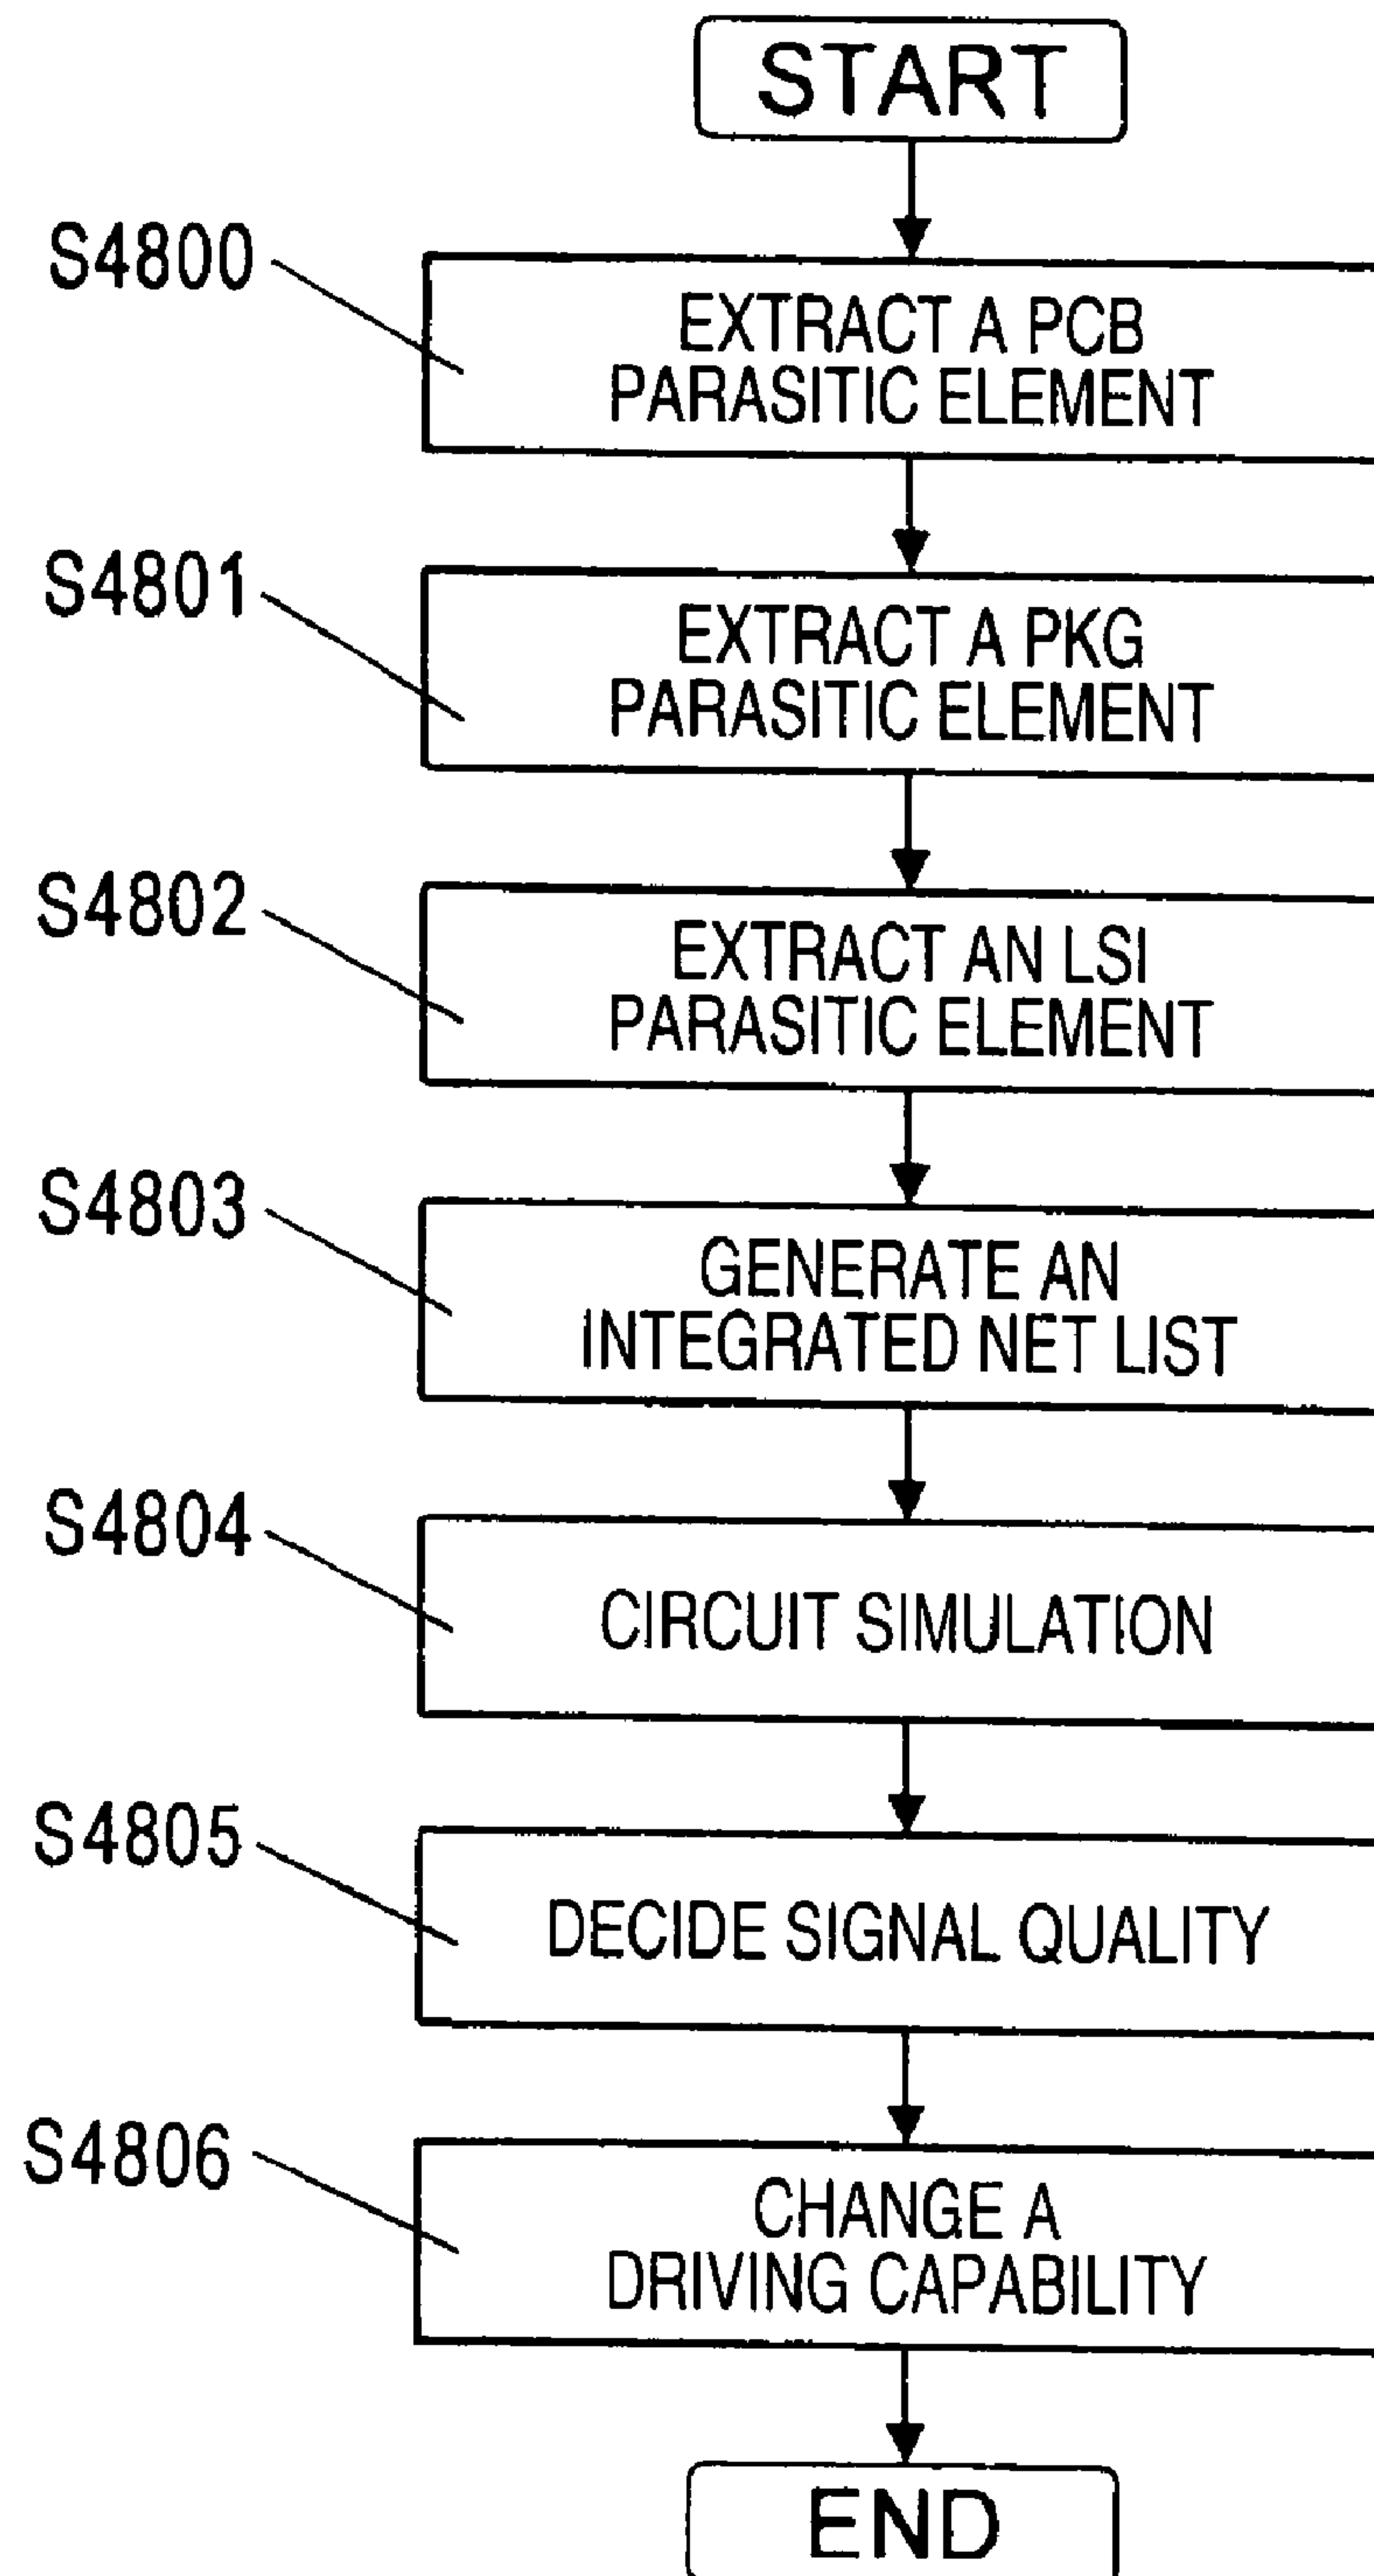 START
S4800
EXTRACT A PCB
PARASITIC ELEMENT
S4801
EXTRACT A PKG
PARASITIC ELEMENT
S4802
EXTRACT AN LSI
PARASITIC ELEMENT
S4803
GENERATE AN
INTEGRATED NET LIST
S4804
CIRCUIT SIMULATION
S4805
DECIDE SIGNAL QUALITY
S4806
CHANGE A
DRIVING CAPABILITY
END